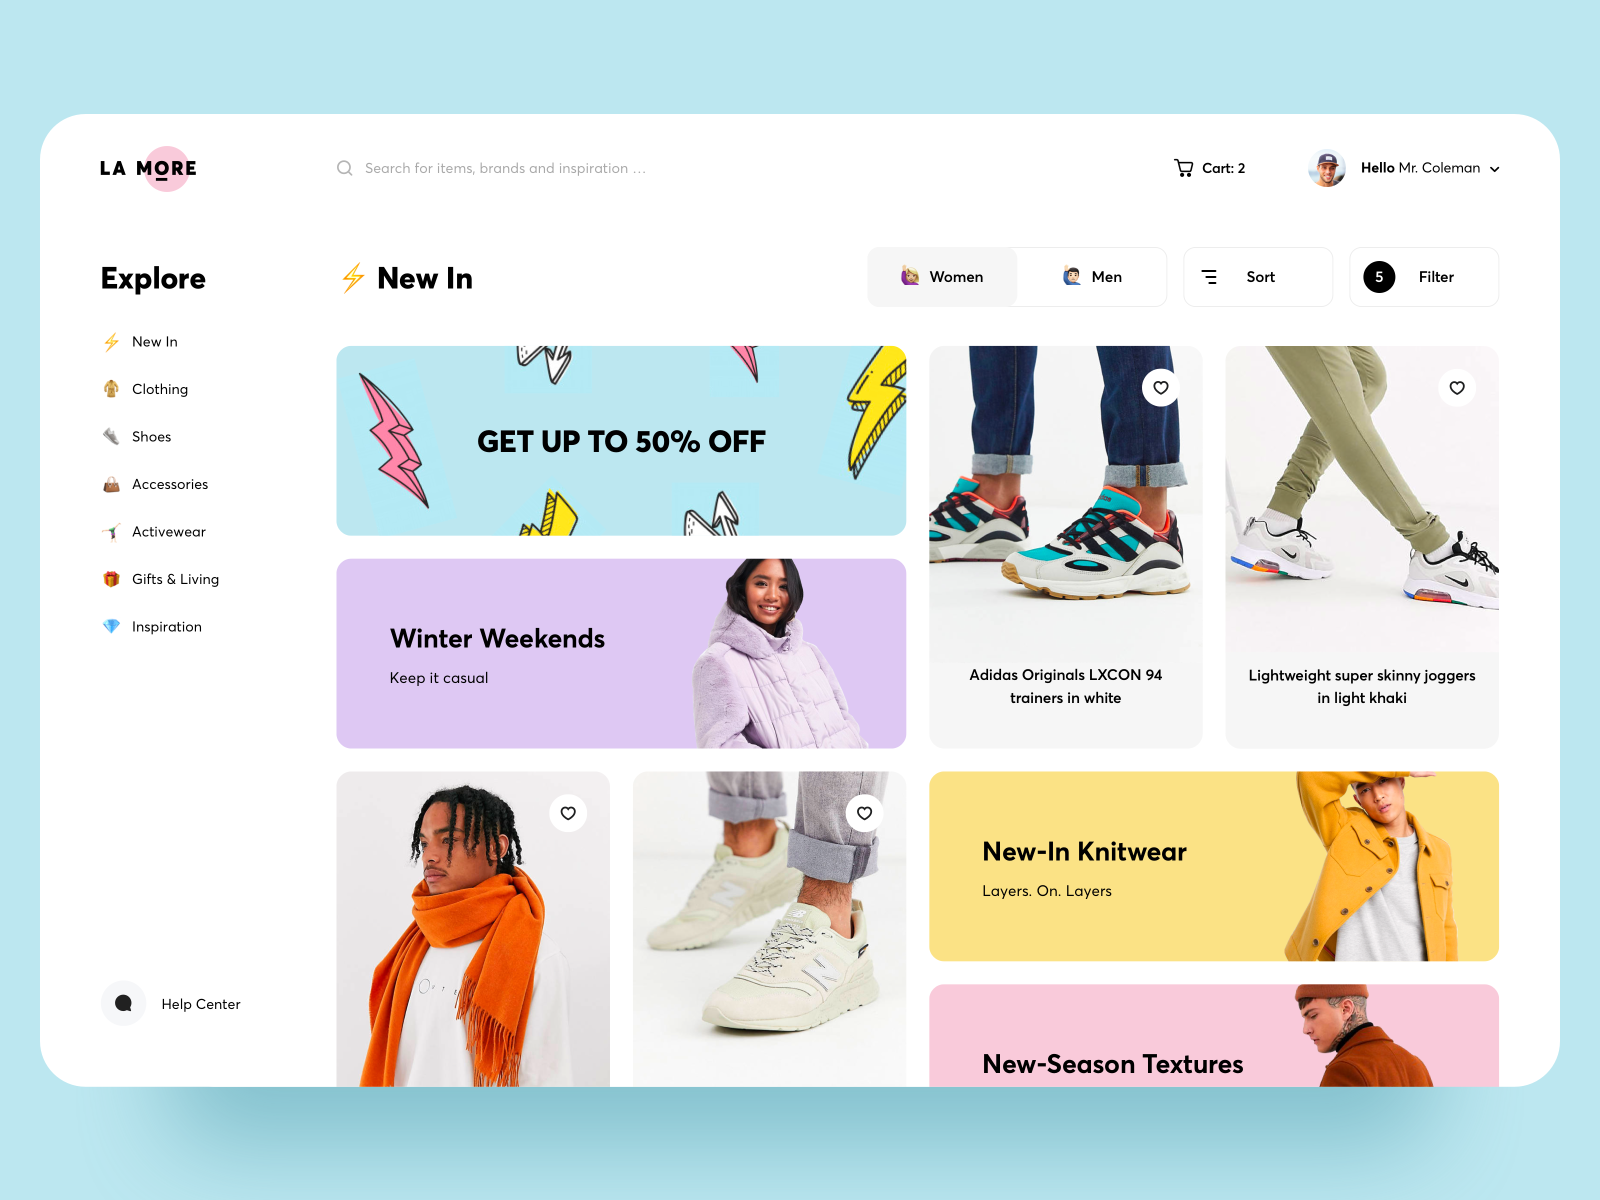 LA MORE
Search for items, brands and inspiration ...
Cart: 2
Hello Mr. Coleman
Explore
New In
Clothing
Shoes
Accessories
Activewear
Gifts & Living
Inspiration
Help Center
New In
Women
Men
Sort
5
Filter
GET UP TO 50% OFF
Winter Weekends
Keep it casual
Adidas Originals LXCON 94
trainers in white
Lightweight super skinny joggers
in light khaki
N
New-In Knitwear
Layers. On. Layers
New-Season Textures